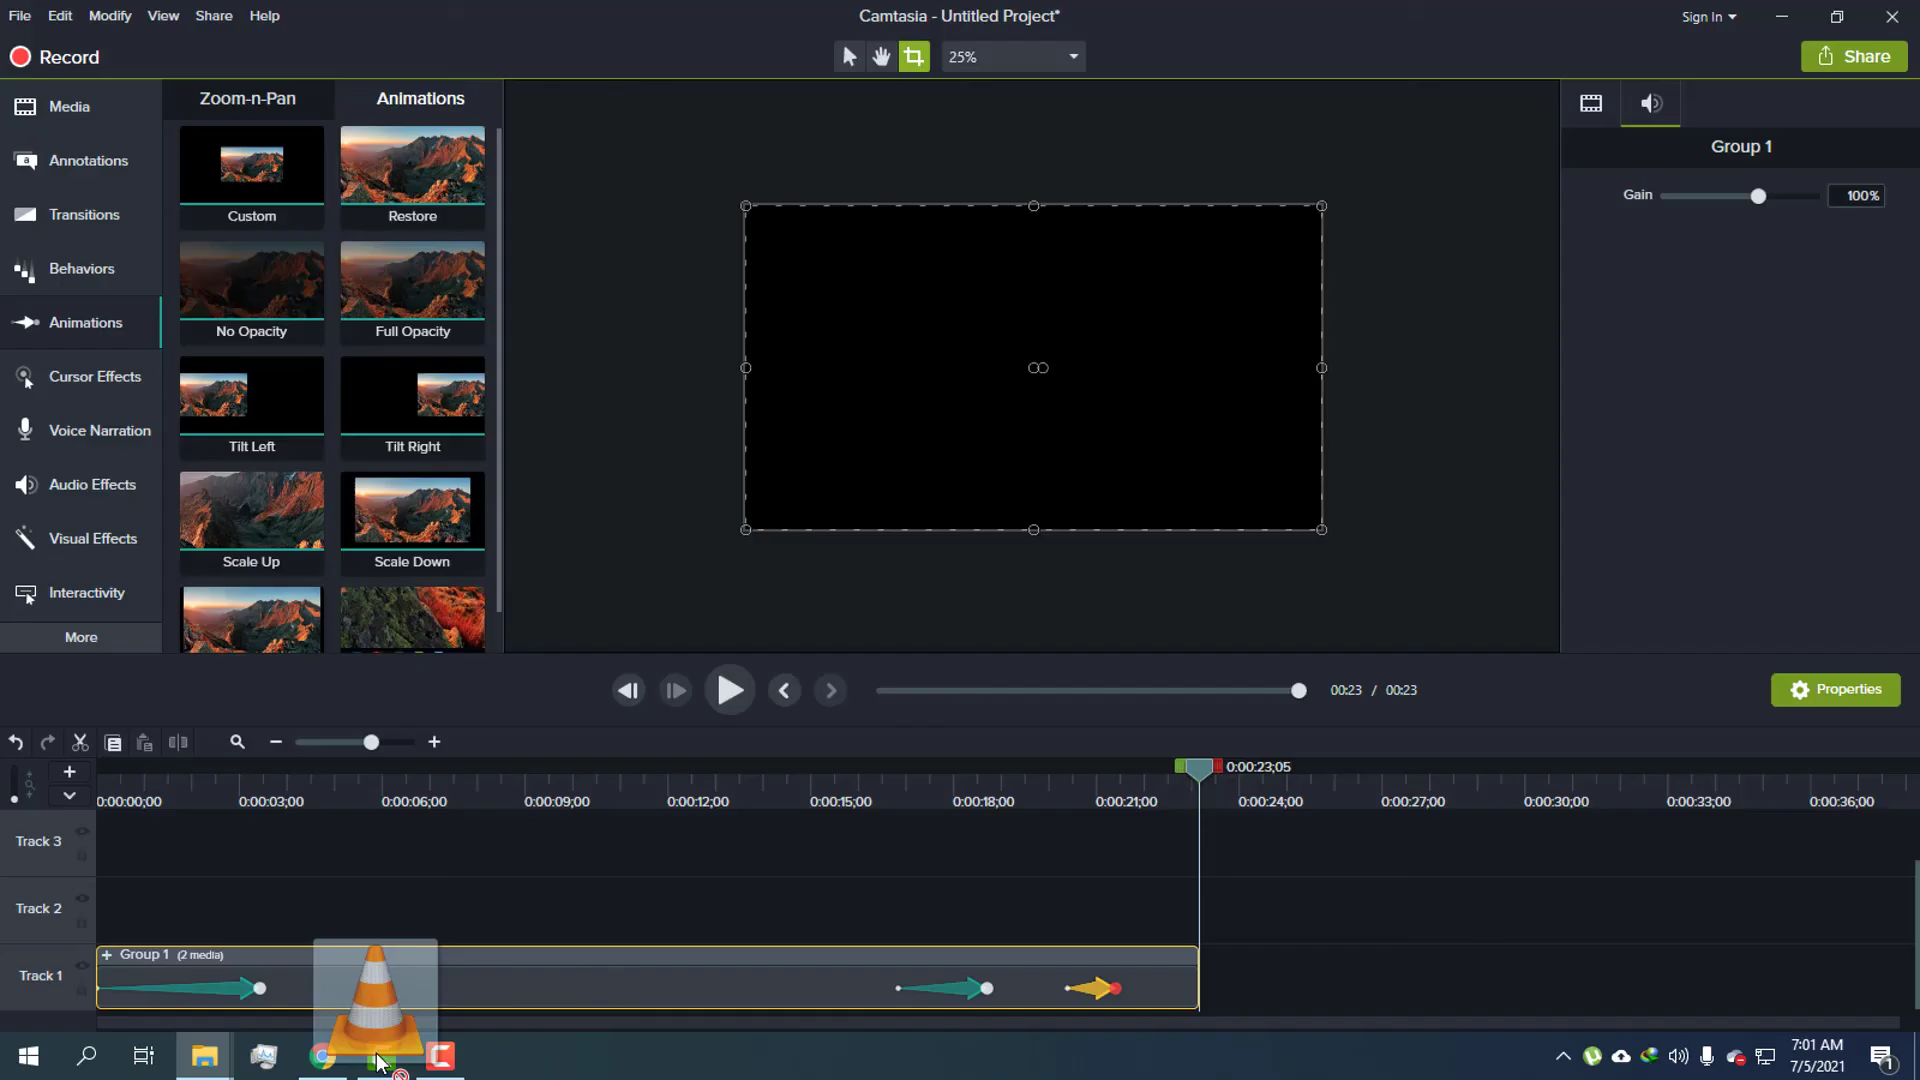 File Edit Modify View Share Help
Camtasia - Untitled Project*
Sign In
Record
25%
Share
Media
Annotations
Transitions
Behaviors
Animations
Cursor Effects
Voice Narration
Audio Effects
Visual Effects
Interactivity
More
Zoom-n-Pan Animations
Custom Restore
No Opacity Full Opacity
Tilt Left Tilt Right
Scale Up Scale Down
Group 1
Gain 100%
00:23 / 00:23
Properties
0:00:23;05
0:00:00;00 0:00:03;00 0:00:06;00 0:00:09;00 0:00:12;00 0:00:15;00 0:00:18;00 0:00:21;00 0:00:24;00 0:00:27;00 0:00:30;00 0:00:33;00 0:00:36;00
Track 3
Track 2
Group 1 (2 media)
Track 1
7:01 AM
7/5/2021
1